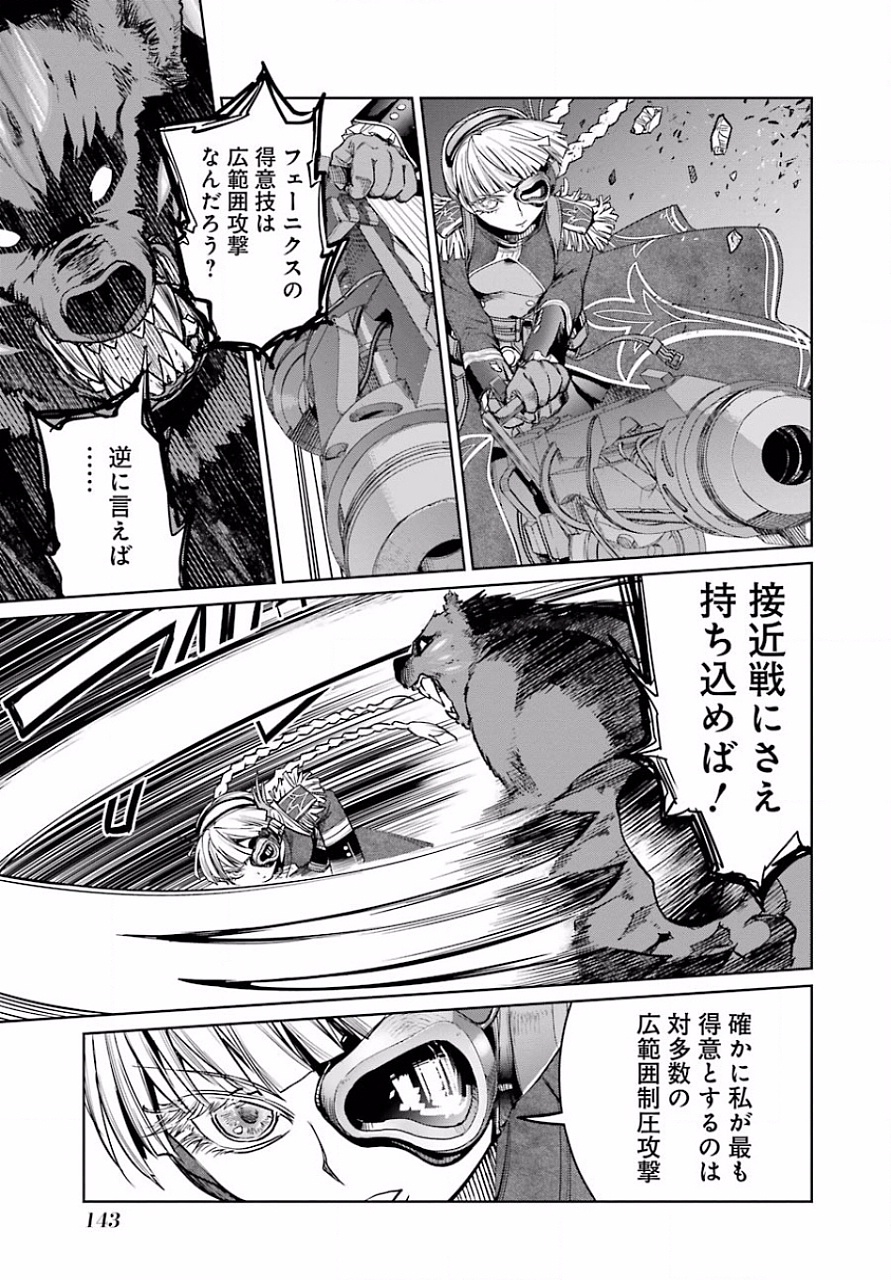 フェーニクスの
得意技は
広範囲攻撃
なんだろう？
逆に言えば
……
接近戦にさえ
持ち込めば！
確かに私が最も
得意とするのは
対多数の
広範囲制圧攻撃
143